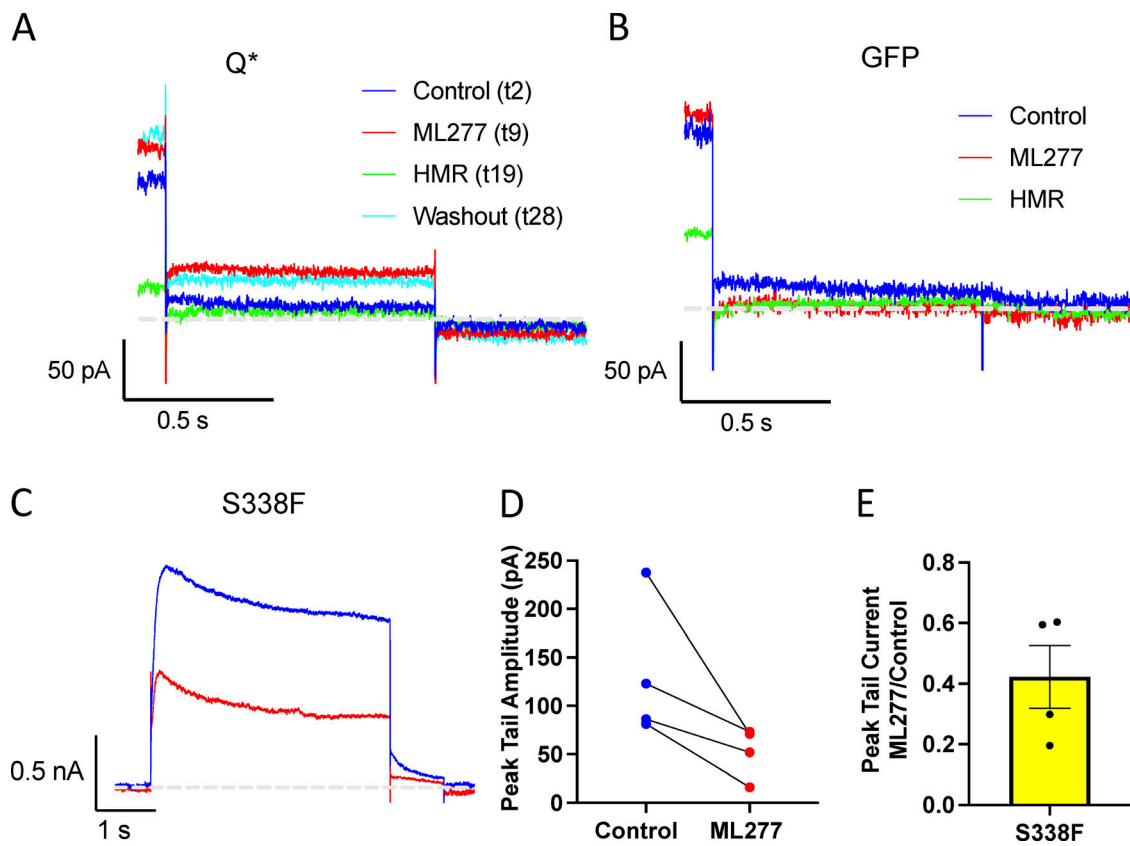 A
Q*
Control (t2)
ML277 (t9)
HMR (t19)
Washout (t28)
50 pA
0.5 s
B
GFP
Control
ML277
HMR
50 pA
0.5 s
C
S338F
0.5 nA
1 s
D
Peak Tail Amplitude (pA)
250
200
150
100
50
0
Control ML277
E
Peak Tail Current
ML277/Control
0.8
0.6
0.4
0.2
0.0
S338F